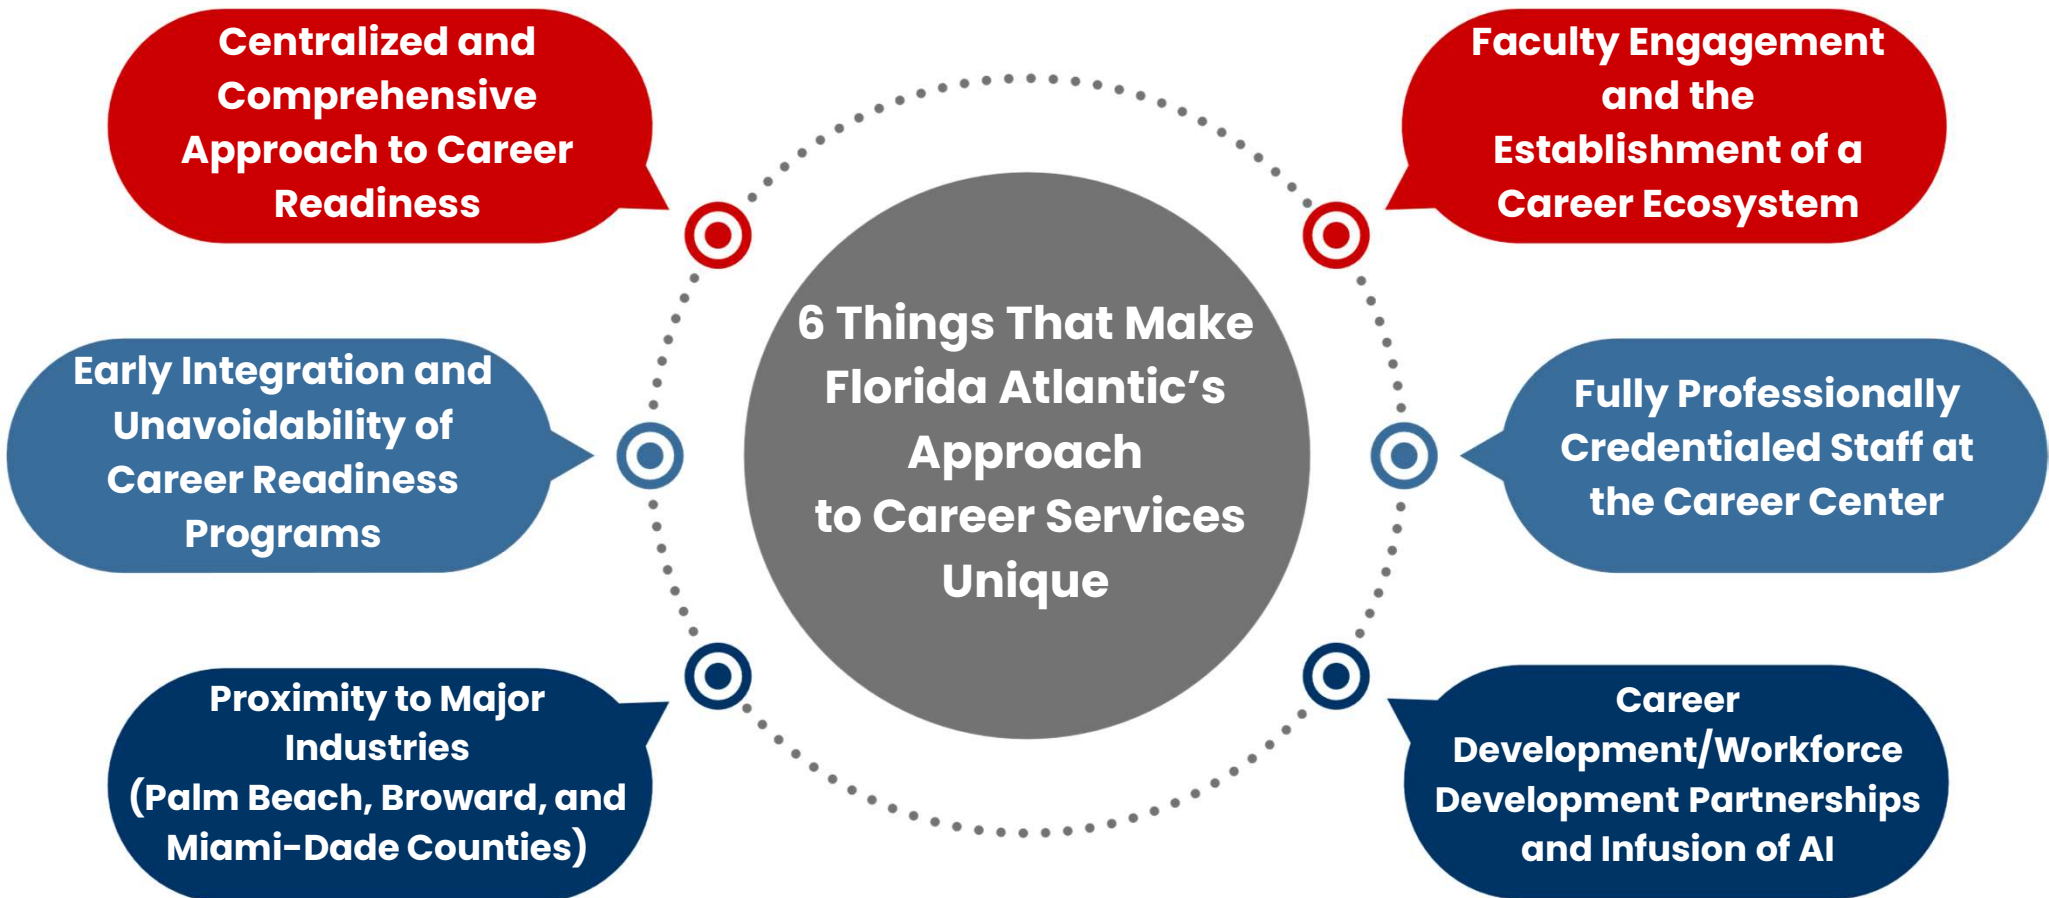 Centralized and
Comprehensive
Approach to Career
Readiness
Faculty Engagement
and the
Establishment of a
Career Ecosystem
6 Things That Make
Florida Atlantic’s
Approach
to Career Services
Unique
Early Integration and
Unavoidability of
Career Readiness
Programs
Fully Professionally
Credentialed Staff at
the Career Center
Proximity to Major
Industries
(Palm Beach, Broward, and
Miami-Dade Counties)
Career
Development/Workforce
Development Partnerships
and Infusion of AI